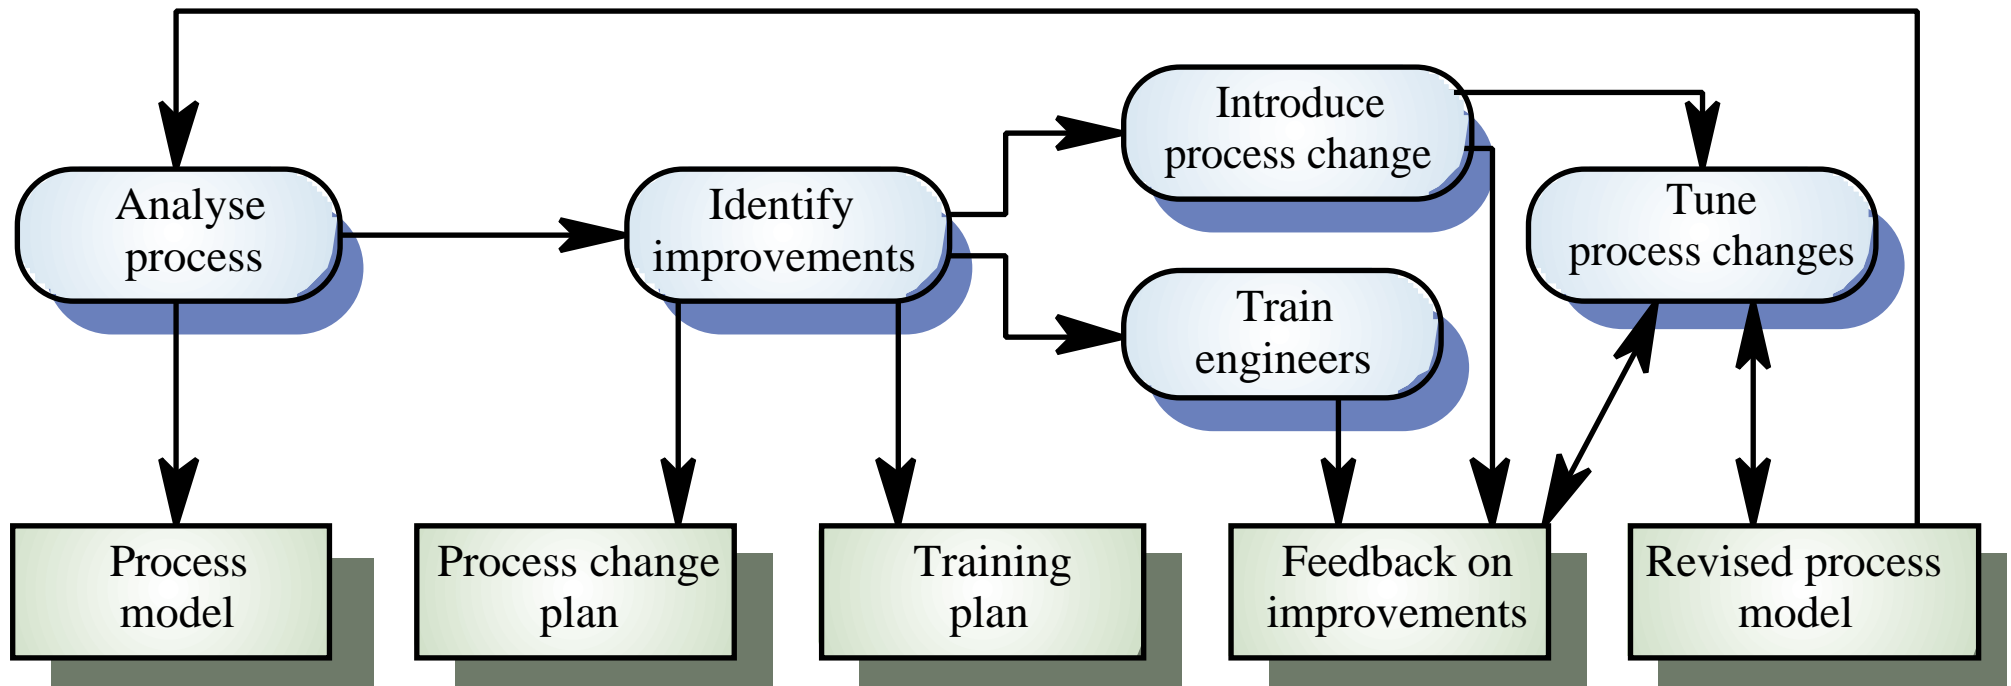 Introduce
process change
Analyse
process
Identify
improvements
Tune
process changes
Train
engineers
Process
model
Process change
plan
Training
plan
Feedback on
improvements
Revised process
model